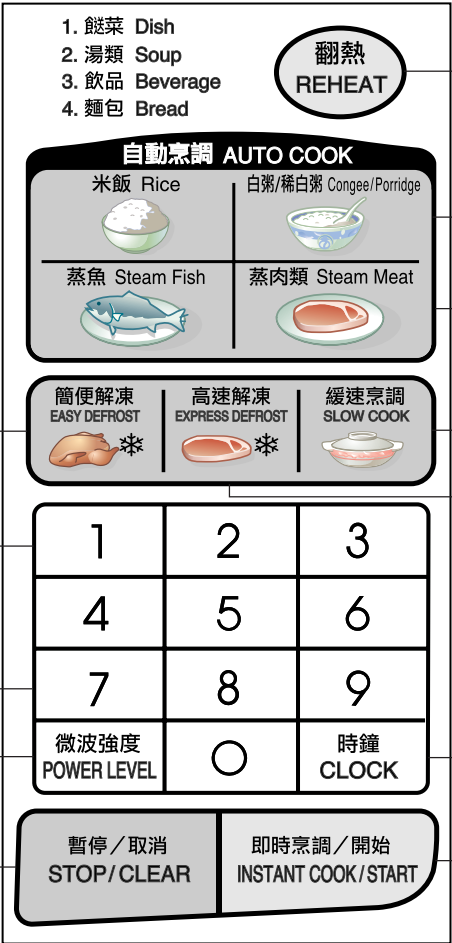 1. 餸菜 Dish
2. 湯類 Soup
3. 飲品 Beverage
4. 麵包 Bread
翻熱
REHEAT
自動烹調 AUTO COOK
米飯 Rice
白粥/稀白粥 Congee/Porridge
蒸魚 Steam Fish
蒸肉類 Steam Meat
簡便解凍
EASY DEFROST
高速解凍
EXPRESS DEFROST
緩速烹調
SLOW COOK
1
2
3
4
5
6
7
8
9
微波強度
POWER LEVEL
0
時鐘
CLOCK
暫停／取消
STOP/CLEAR
即時烹調／開始
INSTANT COOK/START